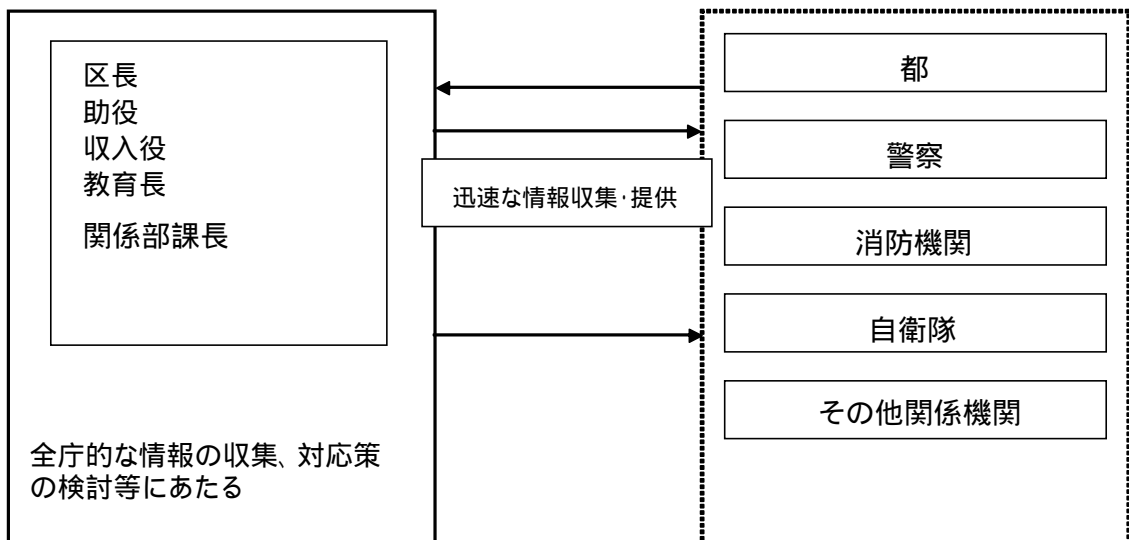 区長
助役
収入役
教育長
関係部課長
全庁的な情報の収集、対応策
の検討等にあたる
迅速な情報収集・提供
都
警察
消防機関
自衛隊
その他関係機関